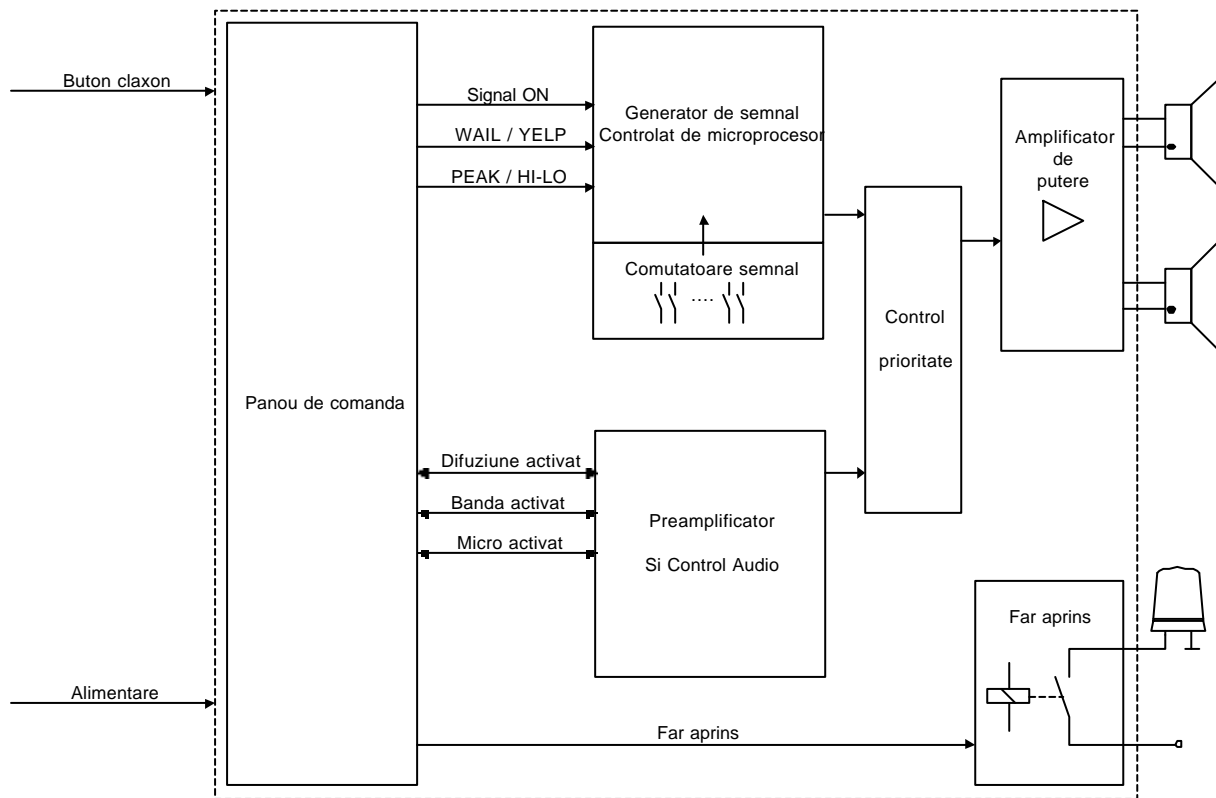 Buton claxon
Signal ON
WAIL / YELP
PEAK / HI-LO
Generator de semnal
Controlat de microprocesor
Comutatoare semnal
....
Amplificator
de
putere
Control
prioritate
Panou de comanda
Difuziune activat
Banda activat
Micro activat
Preamplificator
Si Control Audio
Far aprins
Alimentare
Far aprins